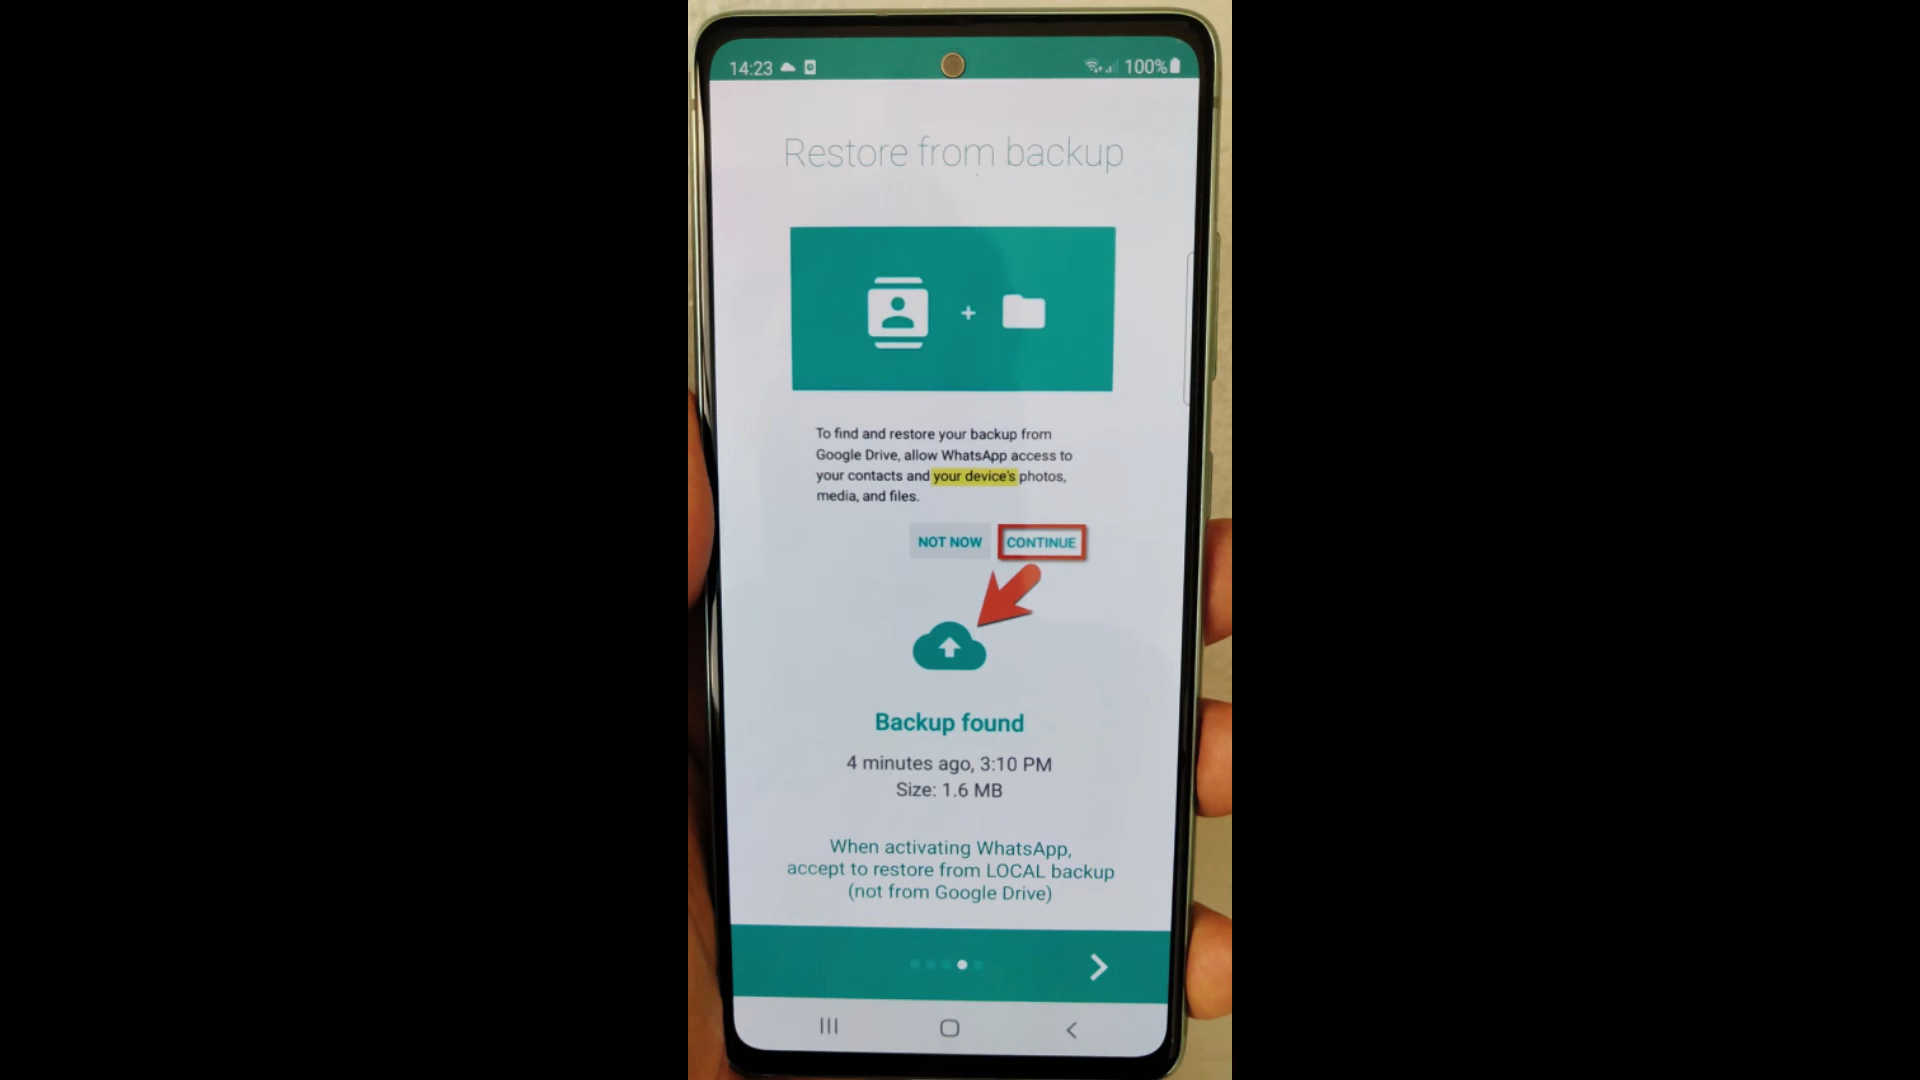 14:23
100%
Restore from backup
To find and restore your backup from
Google Drive, allow WhatsApp access to
your contacts and your device's photos,
media, and files.
NOT NOW CONTINUE
Backup found
4 minutes ago, 3:10 PM
Size: 1.6 MB
When activating WhatsApp,
accept to restore from LOCAL backup
(not from Google Drive)